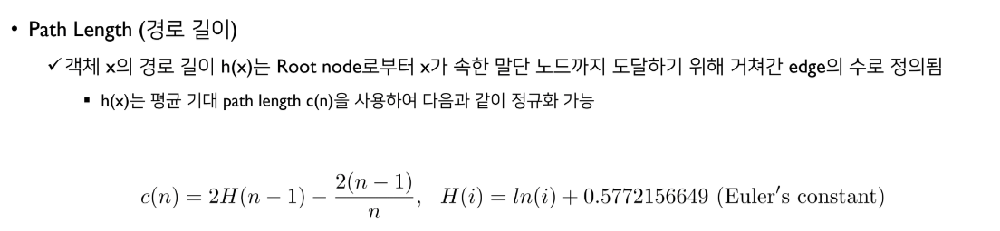 • Path Length (경로 길이)
✓ 객체 x의 경로 길이 h(x)는 Root node로부터 x가 속한 말단 노드까지 도달하기 위해 거쳐간 edge의 수로 정의됨
▪ h(x)는 평균 기대 path length c(n)을 사용하여 다음과 같이 정규화 가능
c(n) = 2H(n − 1) − 2(n − 1)/n, H(i) = ln(i) + 0.5772156649 (Euler′s constant)